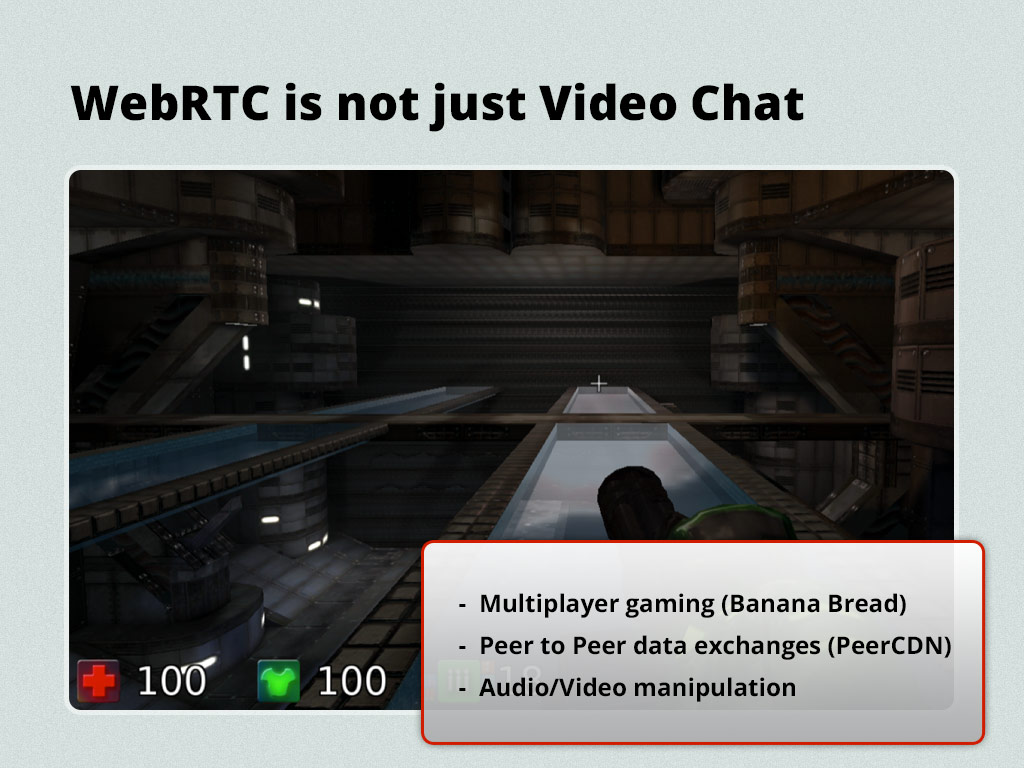 WebRTC is not just Video Chat
- Multiplayer gaming (Banana Bread)
- Peer to Peer data exchanges (PeerCDN)
- Audio/Video manipulation
100
100